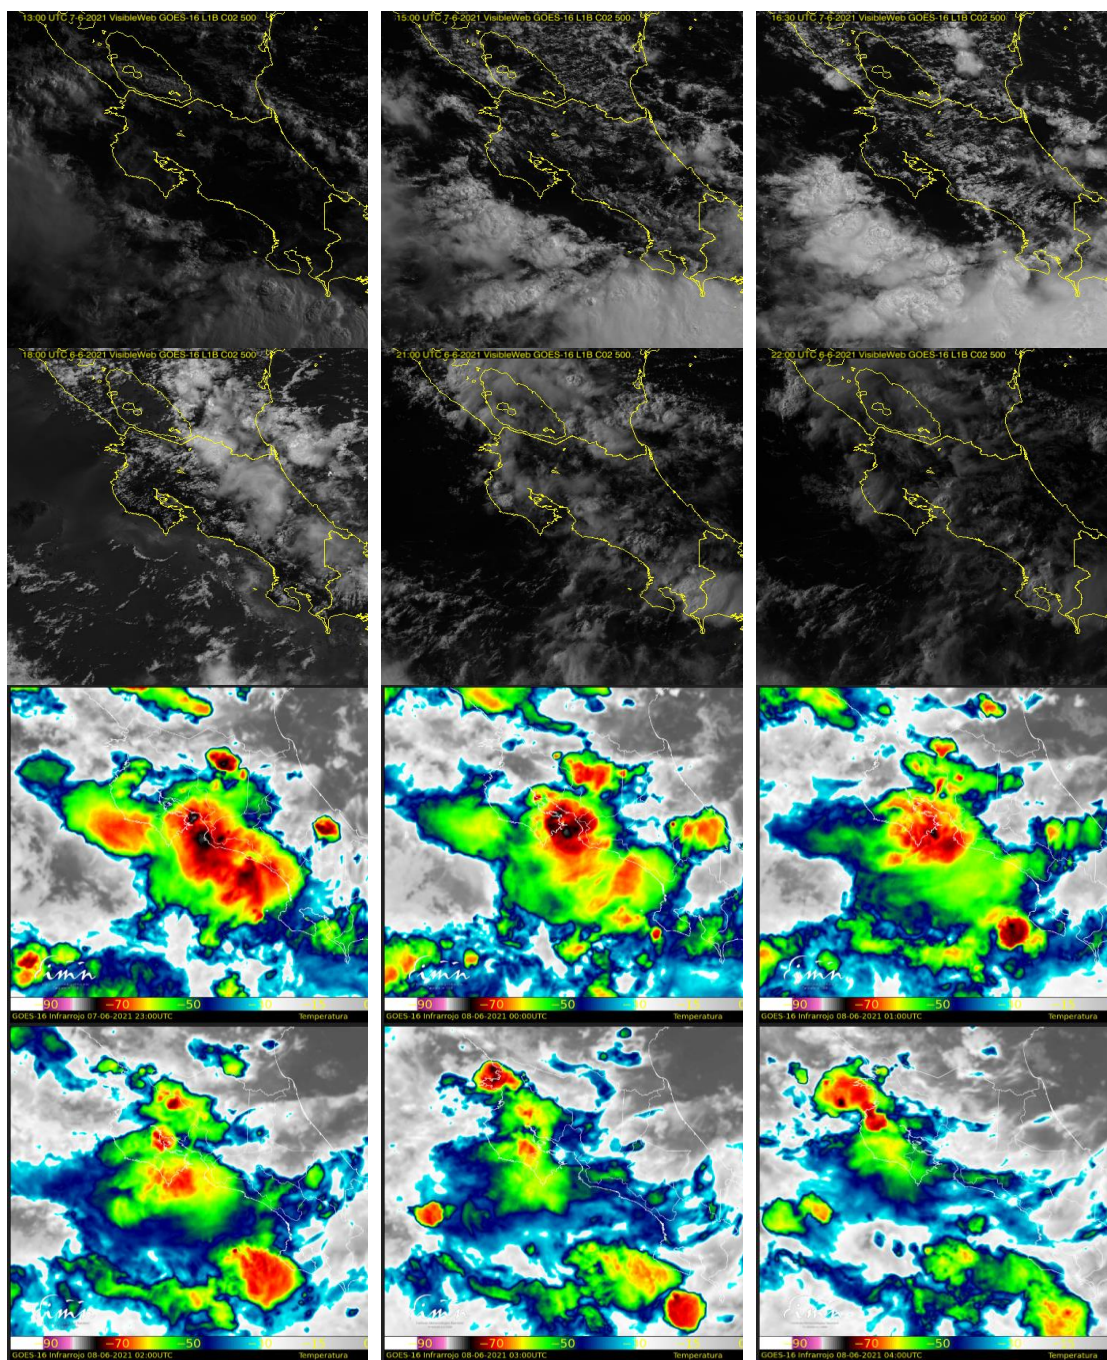 13:00 UTC 7-6-2021 VisibleWeb GOES-16 L1B C02 500
15:00 UTC 7-6-2021 VisibleWeb GOES-16 L1B C02 500
16:30 UTC 7-6-2021 VisibleWeb GOES-16 L1B C02 500
18:00 UTC 6-6-2021 VisibleWeb GOES-16 L1B C02 500
21:00 UTC 6-6-2021 VisibleWeb GOES-16 L1B C02 500
22:00 UTC 6-6-2021 VisibleWeb GOES-16 L1B C02 500
imn
-90 -70 -50
GOES-16 Infrarrojo 07-06-2021 23:00UTC Temperatura
imn
-90 -70 -50
GOES-16 Infrarrojo 08-06-2021 00:00UTC Temperatura
imn
-90 -70 -50
GOES-16 Infrarrojo 08-06-2021 01:00UTC Temperatura
imn
-90 -70 -50
GOES-16 Infrarrojo 08-06-2021 02:00UTC Temperatura
imn
-90 -70 -50
GOES-16 Infrarrojo 08-06-2021 03:00UTC Temperatura
imn
-90 -70 -50
GOES-16 Infrarrojo 08-06-2021 04:00UTC Temperatura